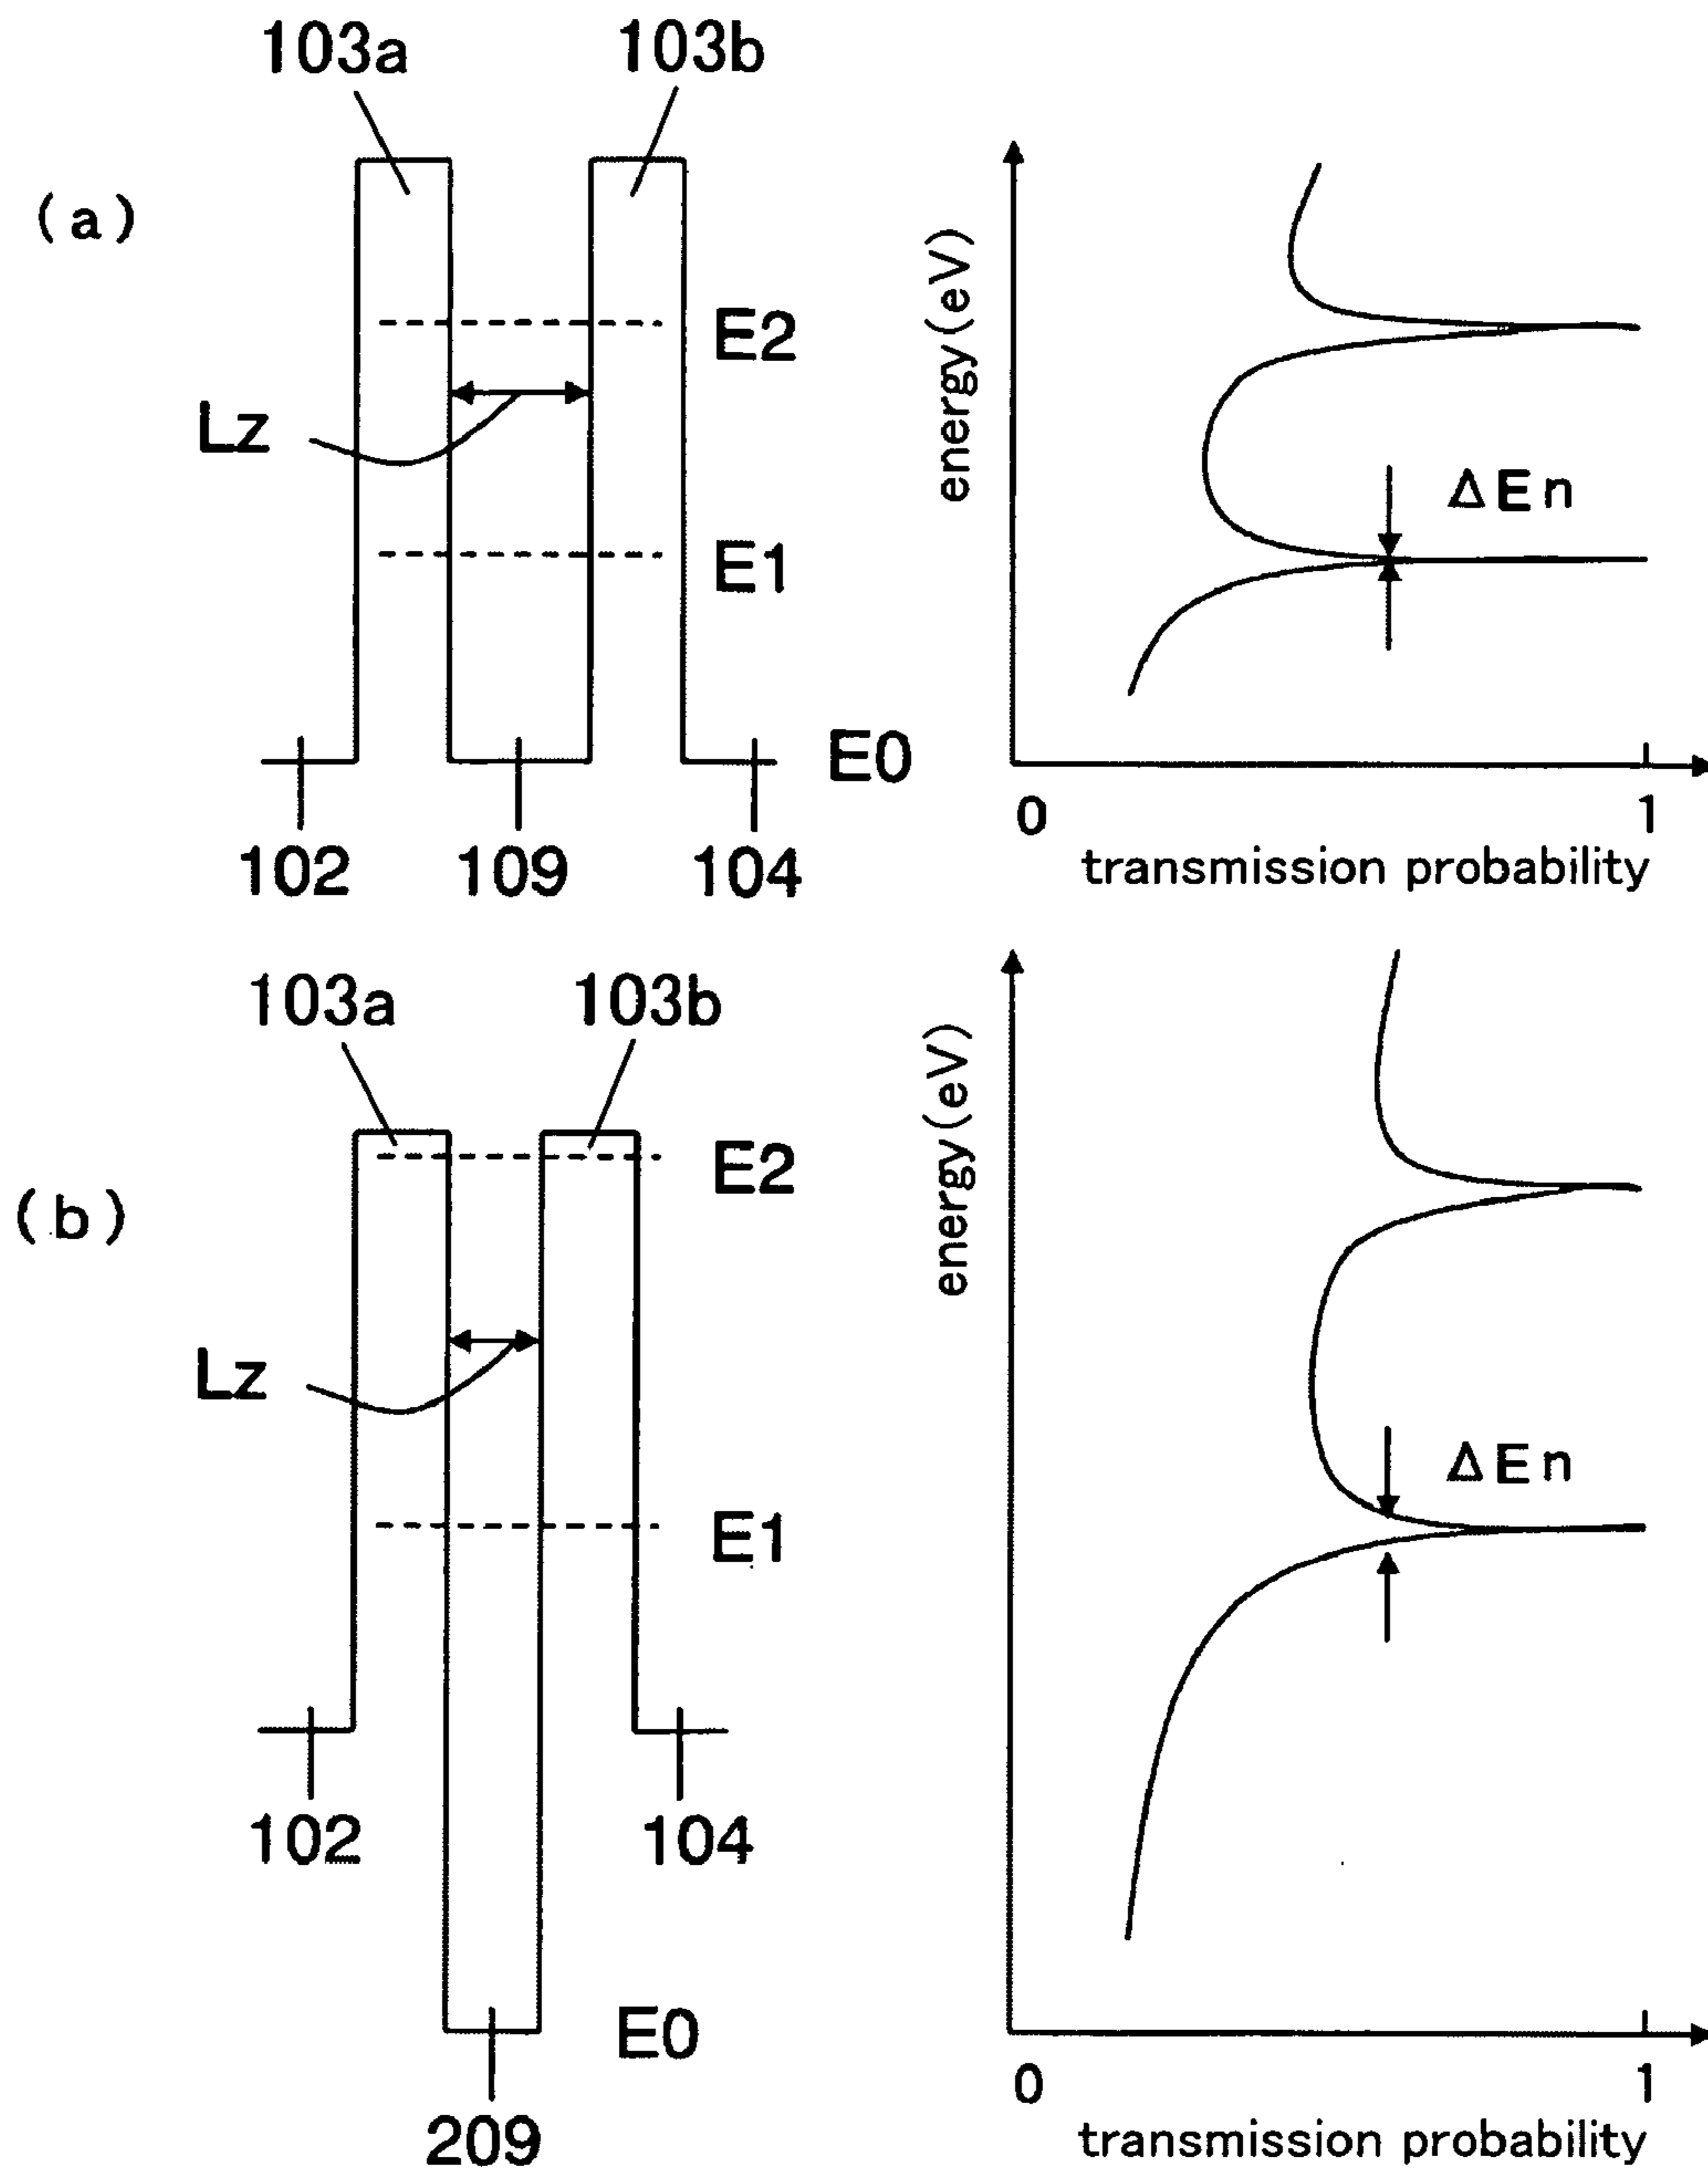 103a 103b
(a)
E2
Lz
E1
E0
102 109 104
energy(eV)
ΔEn
0 1
transmission probability
103a 103b
(b)
E2
Lz
E1
102 104
E0
209
energy(eV)
ΔEn
0 1
transmission probability